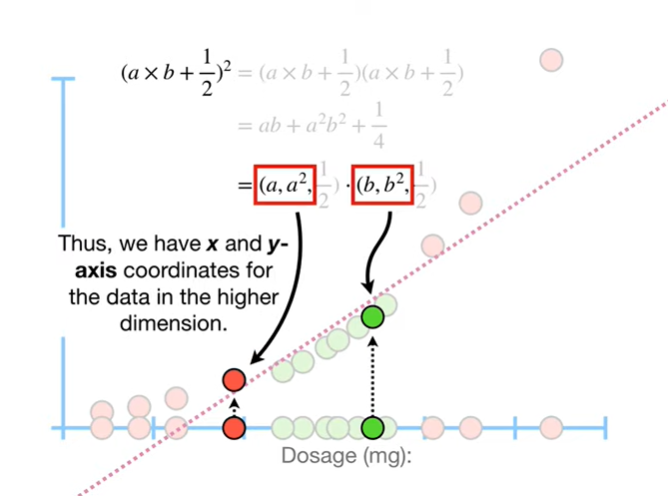 (a × b + 1/2)² = (a × b + 1/2)(a × b + 1/2)
= ab + a²b² + 1/4
= (a, a², 1/2) · (b, b², 1/2)
Thus, we have x and y-
axis coordinates for
the data in the higher
dimension.
Dosage (mg):